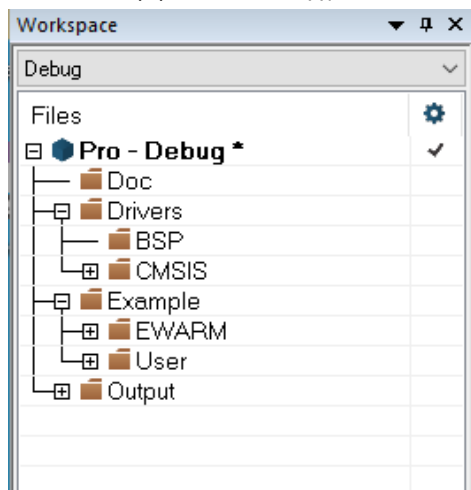 Workspace
Debug
Files
Pro - Debug *
Doc
Drivers
BSP
CMSIS
Example
EWARM
User
Output